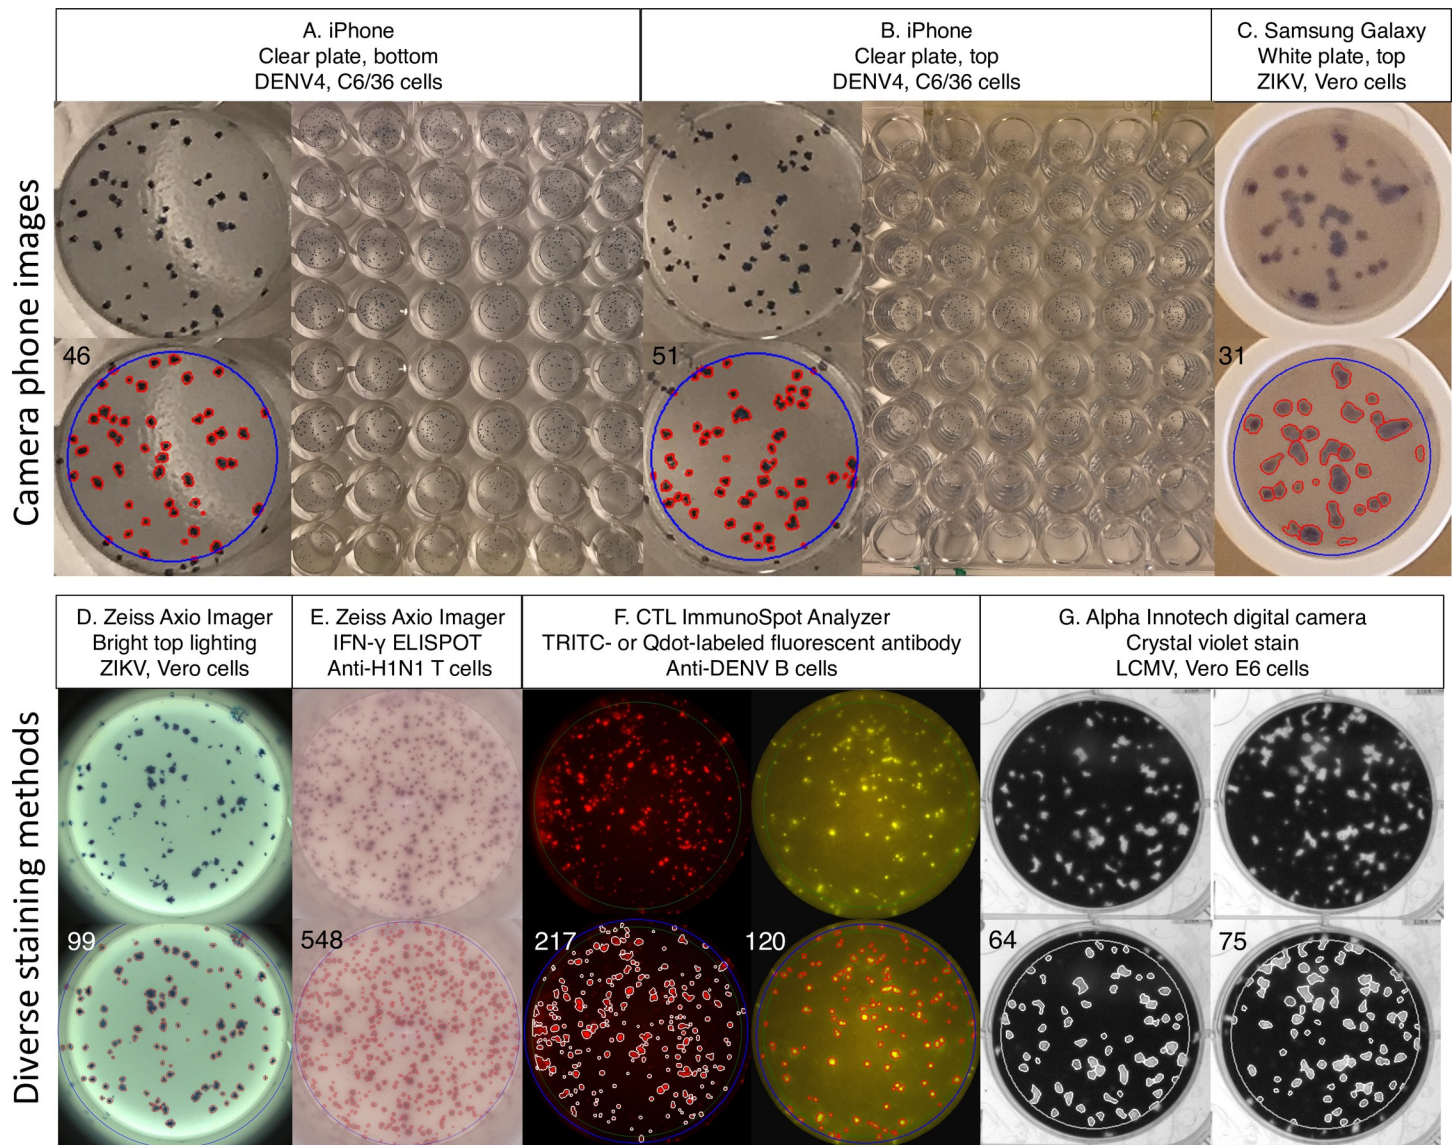 A. iPhone
Clear plate, bottom
DENV4, C6/36 cells
B. iPhone
Clear plate, top
DENV4, C6/36 cells
C. Samsung Galaxy
White plate, top
ZIKV, Vero cells
Camera phone images
46
51
31
D. Zeiss Axio Imager
Bright top lighting
ZIKV, Vero cells
E. Zeiss Axio Imager
IFN-γ ELISPOT
Anti-H1N1 T cells
F. CTL ImmunoSpot Analyzer
TRITC- or Qdot-labeled fluorescent antibody
Anti-DENV B cells
G. Alpha Innotech digital camera
Crystal violet stain
LCMV, Vero E6 cells
Diverse staining methods
99
548
217
120
64
75